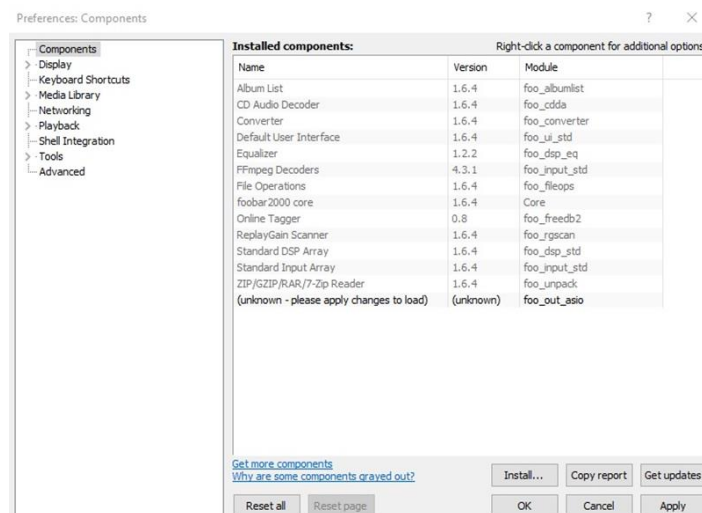 Preferences: Components
?
Components
Display
Keyboard Shortcuts
Media Library
Networking
Playback
Shell Integration
Tools
Advanced
Installed components: Right-click a component for additional options
Name Version Module
Album List 1.6.4 foo_albumlist
CD Audio Decoder 1.6.4 foo_cdda
Converter 1.6.4 foo_converter
Default User Interface 1.6.4 foo_ui_std
Equalizer 1.2.2 foo_dsp_eq
FFmpeg Decoders 4.3.1 foo_input_std
File Operations 1.6.4 foo_fileops
foobar2000 core 1.6.4 Core
Online Tagger 0.8 foo_freedb2
ReplayGain Scanner 1.6.4 foo_rgscan
Standard DSP Array 1.6.4 foo_dsp_std
Standard Input Array 1.6.4 foo_input_std
ZIP/GZIP/RAR/7-Zip Reader 1.6.4 foo_unpack
(unknown - please apply changes to load) (unknown) foo_out_asio
Get more components
Why are some components grayed out?
Install... Copy report Get updates
Reset all Reset page OK Cancel Apply